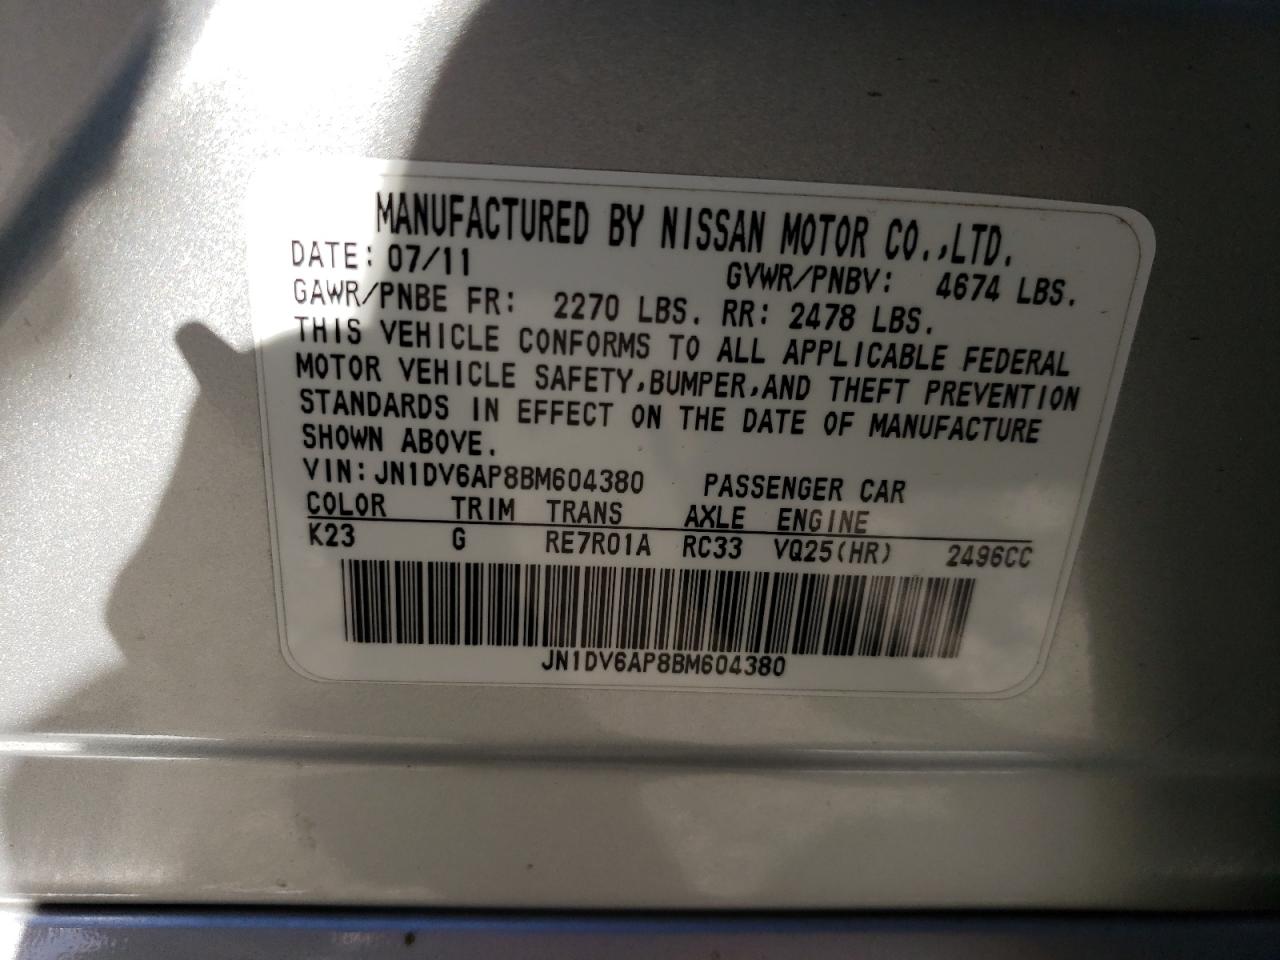 MANUFACTURED BY NISSAN MOTOR CO.,LTD.
DATE: 07/11 GVWR/PNBV: 4674 LBS.
GAWR/PNBE FR: 2270 LBS. RR: 2478 LBS.
THIS VEHICLE CONFORMS TO ALL APPLICABLE FEDERAL
MOTOR VEHICLE SAFETY,BUMPER,AND THEFT PREVENTION
STANDARDS IN EFFECT ON THE DATE OF MANUFACTURE
SHOWN ABOVE.
VIN:JN1DV6AP8BM604380 PASSENGER CAR
COLOR TRIM TRANS AXLE ENGINE
K23 G RE7R01A RC33 VQ25(HR) 2496CC
JN1DV6AP8BM604380